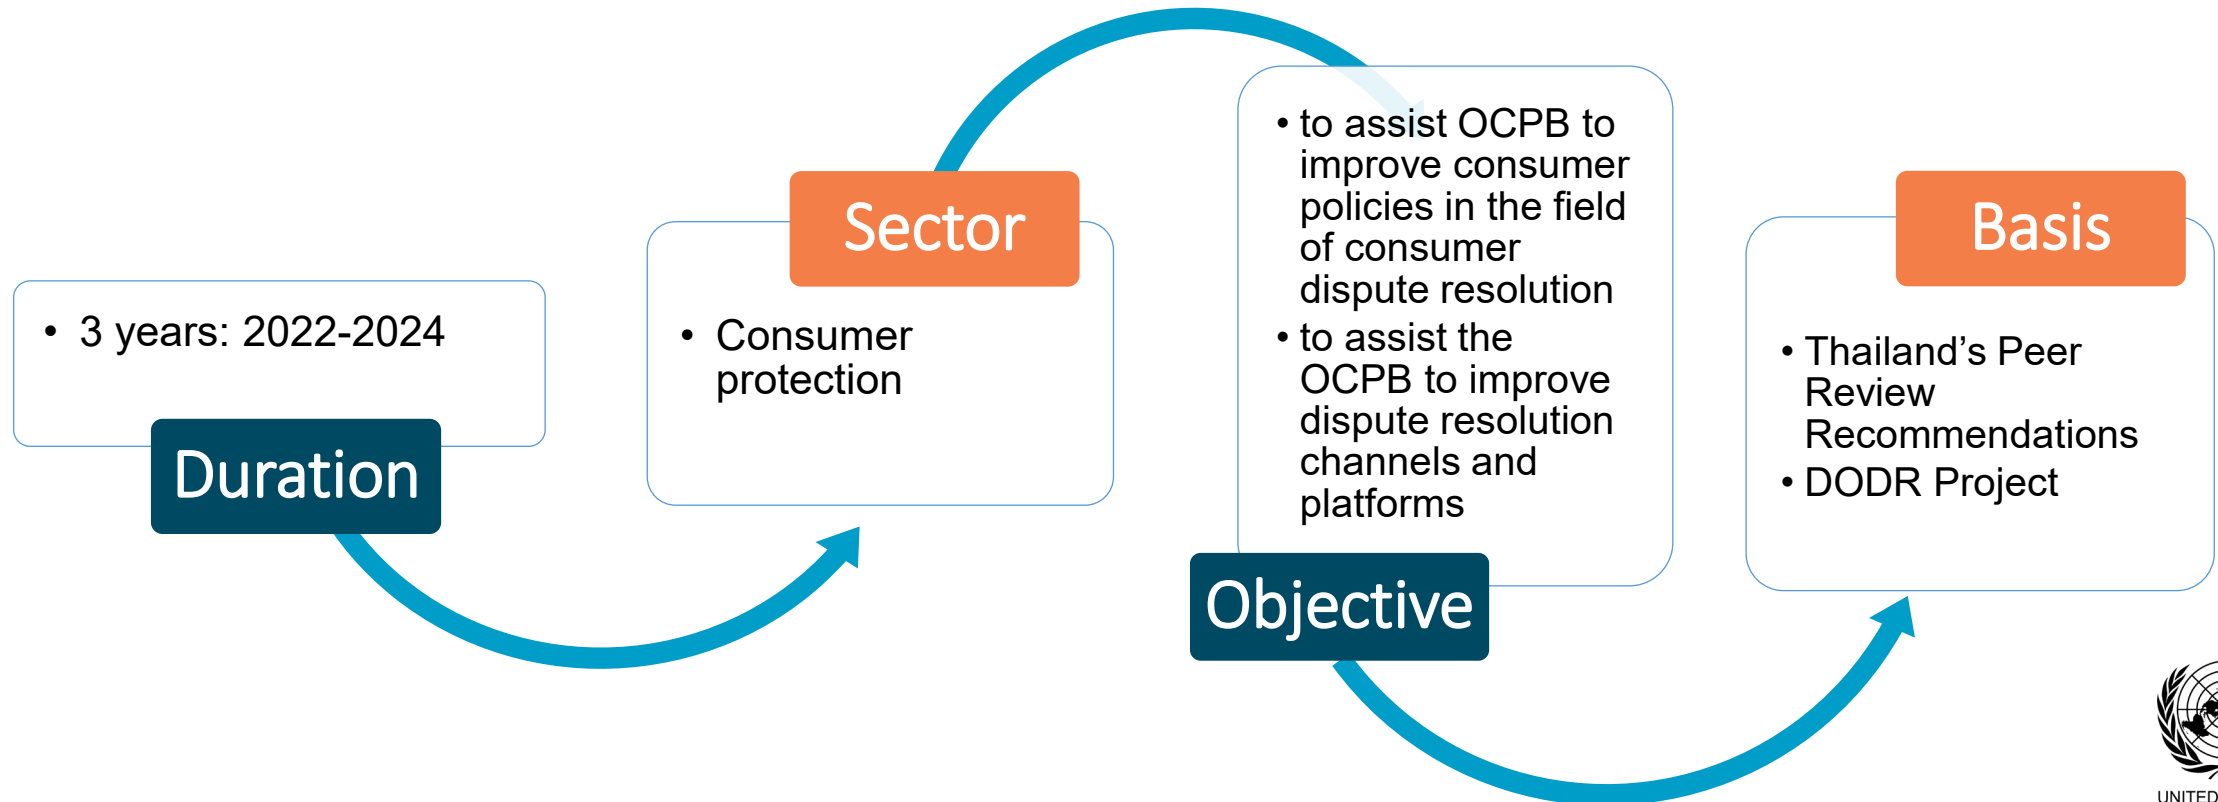 • 3 years: 2022-2024
Duration
Sector
• Consumer
protection
• to assist OCPB to
improve consumer
policies in the field
of consumer
dispute resolution
• to assist the
OCPB to improve
dispute resolution
channels and
platforms
Objective
Basis
• Thailand’s Peer
Review
Recommendations
• DODR Project
UNITED